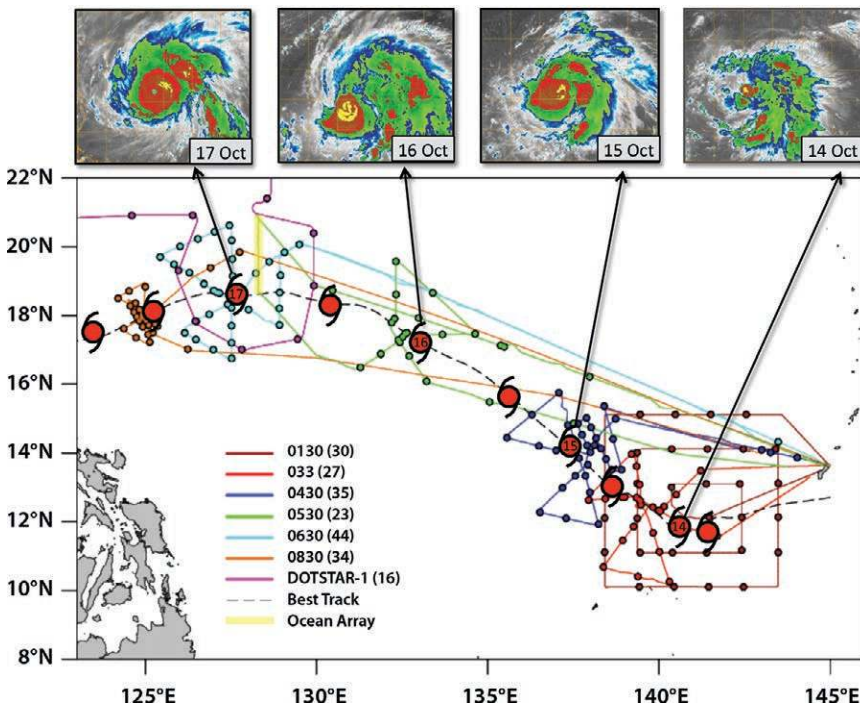 17 Oct
16 Oct
15 Oct
14 Oct
22°N
20°N
18°N
16°N
14°N
12°N
10°N
8°N
17
16
15
14
0130 (30)
033 (27)
0430 (35)
0530 (23)
0630 (44)
0830 (34)
DOTSTAR-1 (16)
Best Track
Ocean Array
125°E
130°E
135°E
140°E
145°E